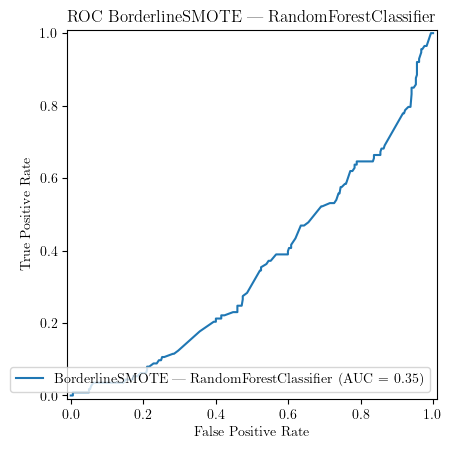 ROC BorderlineSMOTE — RandomForestClassifier
1.0
0.8
0.6
0.4
0.2
0.0
True Positive Rate
BorderlineSMOTE — RandomForestClassifier (AUC = 0.35)
0.0 0.2 0.4 0.6 0.8 1.0
False Positive Rate